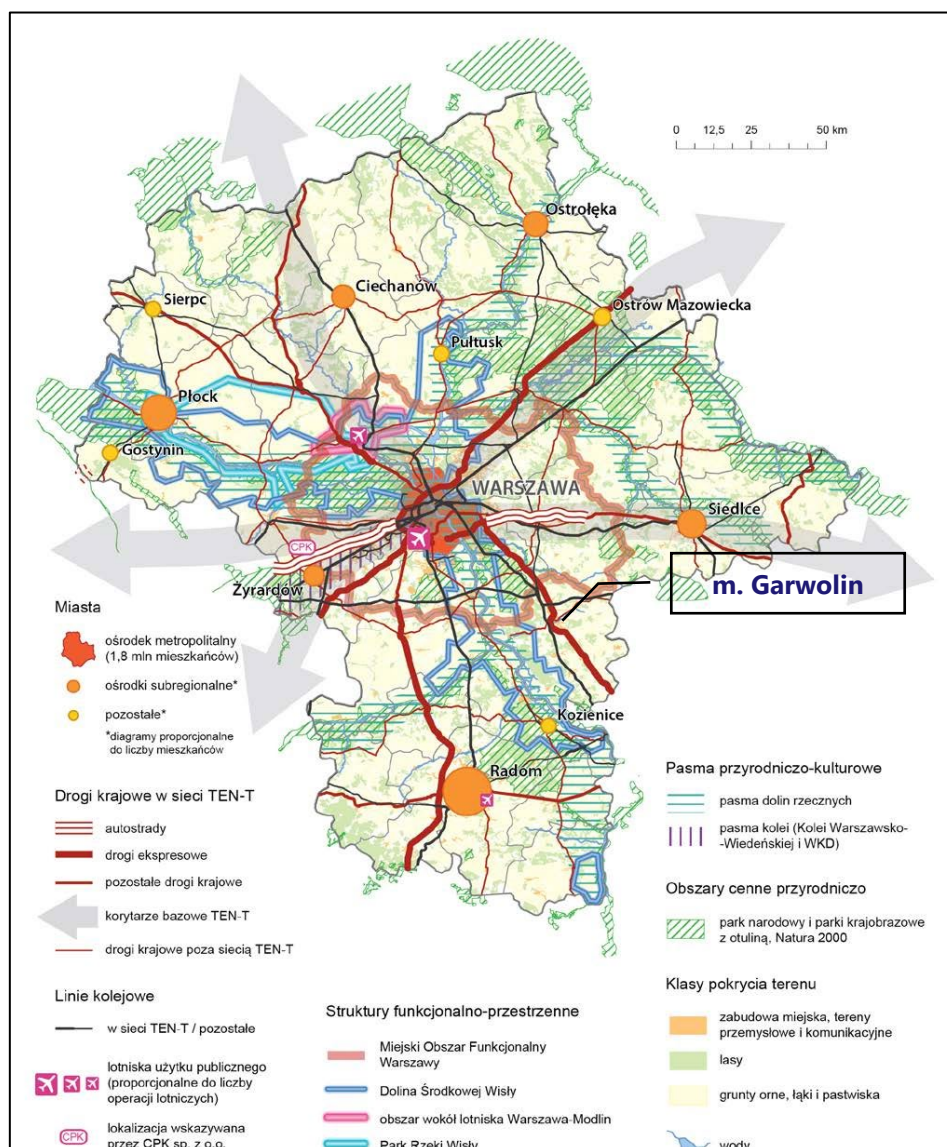 0 12,5 25 50 km
Ostrołęka
Ciechanów
Sierpc
Ostrów Mazowiecka
Pułtusk
Płock
Gostynin
WARSZAWA
Siedlce
CPK
Żyrardów
m. Garwolin
Kozienice
Radom
Miasta
ośrodek metropolitalny
(1,8 mln mieszkańców)
ośrodki subregionalne*
pozostałe*
*diagramy proporcjonalne
do liczby mieszkańców
Drogi krajowe w sieci TEN-T
autostrady
drogi ekspresowe
pozostałe drogi krajowe
korytarze bazowe TEN-T
drogi krajowe poza siecią TEN-T
Linie kolejowe
w sieci TEN-T / pozostałe
lotniska użytku publicznego
(proporcjonalne do liczby
operacji lotniczych)
CPK
lokalizacja wskazywana
przez CPK sp. z o.o.
Struktury funkcjonalno-przestrzenne
Miejski Obszar Funkcjonalny
Warszawy
Dolina Środkowej Wisły
obszar wokół lotniska Warszawa-Modlin
Park Rzeki Wisły
Pasma przyrodniczo-kulturowe
pasma dolin rzecznych
pasma kolei (Kolei Warszawsko-
-Wiedeńskiej i WKD)
Obszary cenne przyrodniczo
park narodowy i parki krajobrazowe
z otuliną, Natura 2000
Klasy pokrycia terenu
zabudowa miejska, tereny
przemysłowe i komunikacyjne
lasy
grunty orne, łąki i pastwiska
wody